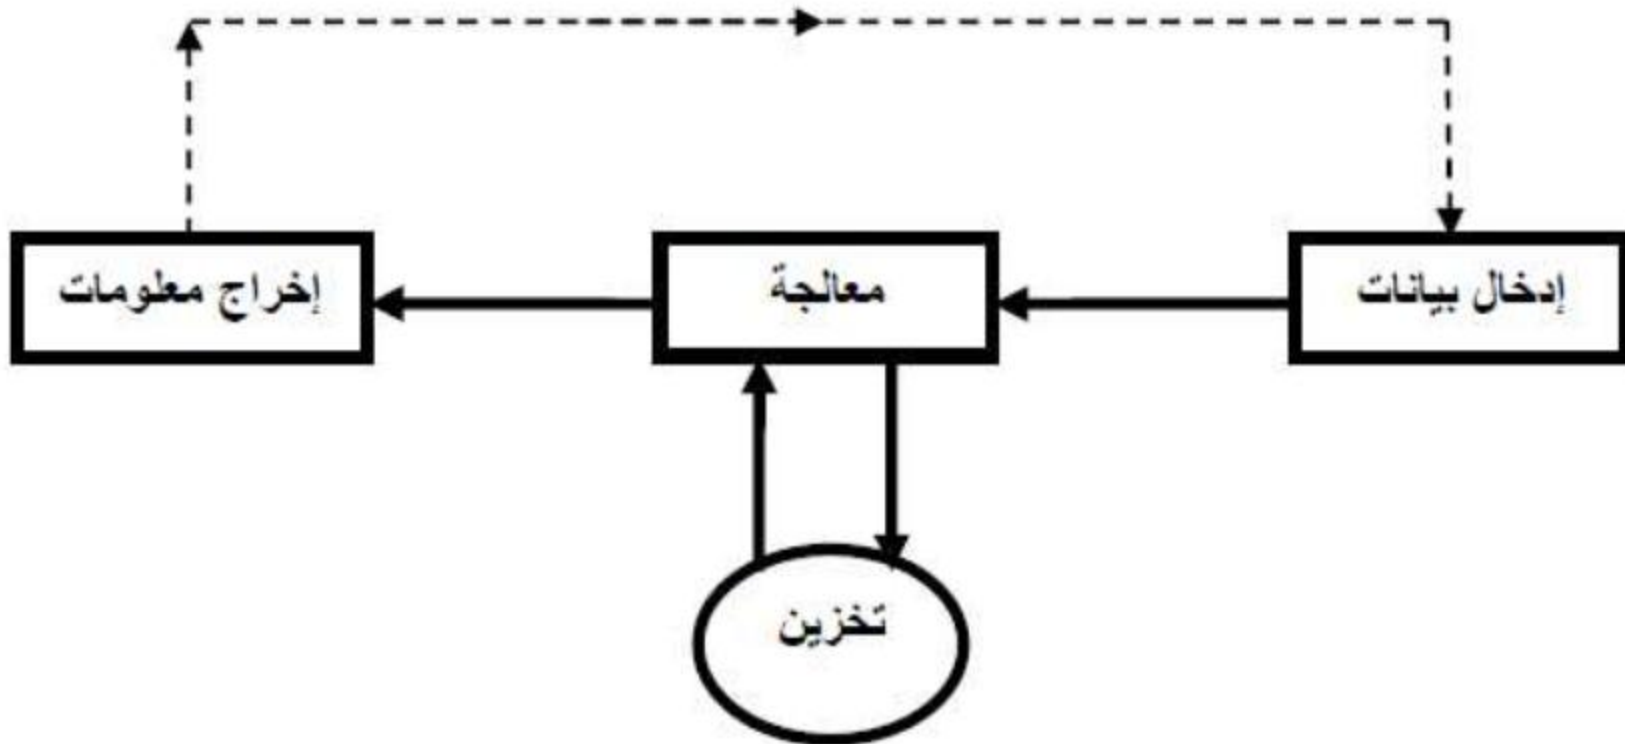 إدخال بيانات
معالجة
إخراج معلومات
تخزين